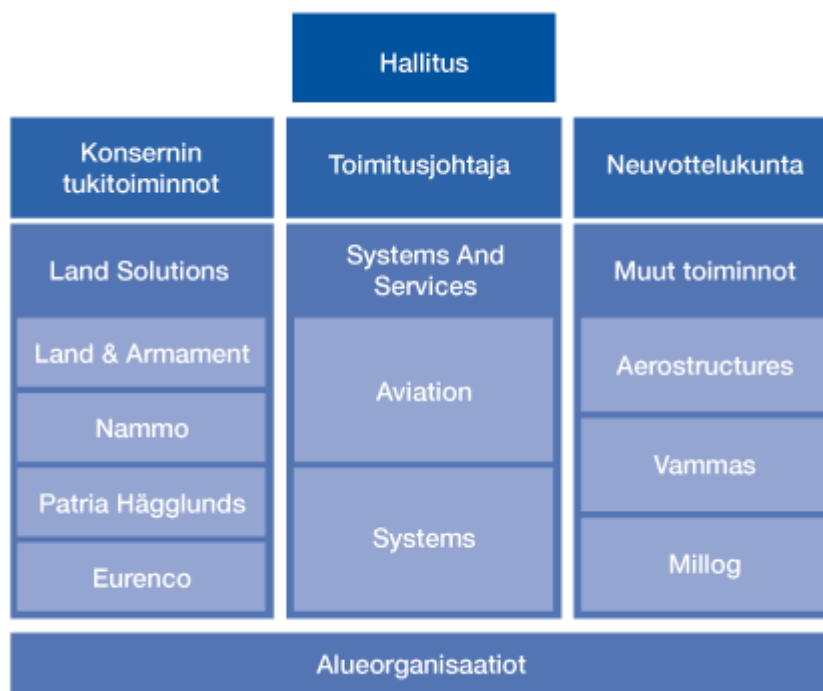 Hallitus
Konsernin
tukitoiminnot
Toimitusjohtaja
Neuvottelukunta
Land Solutions
Land & Armament
Nammo
Patria Hägglunds
Eurenco
Systems And
Services
Aviation
Systems
Muut toiminnot
Aerostructures
Vammas
Millog
Alueorganisaatiot